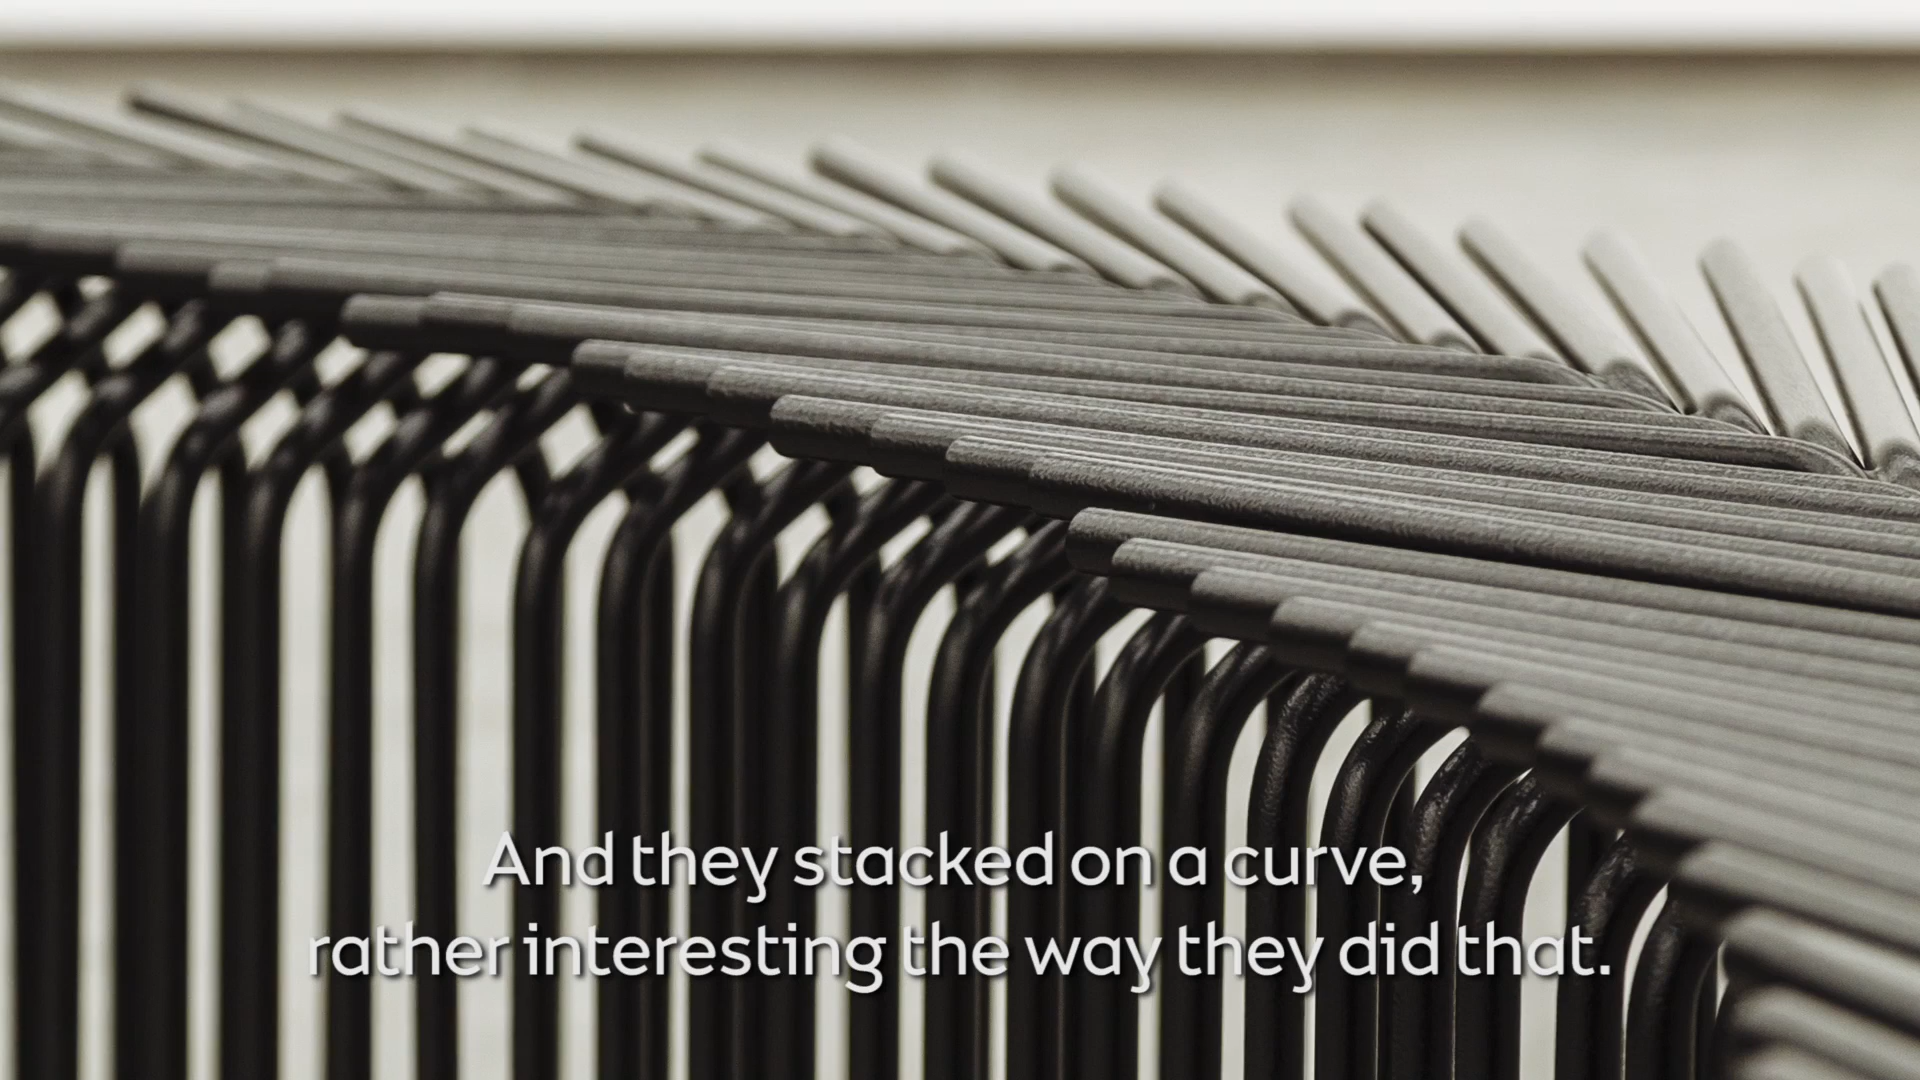 And they stacked on a curve,
rather interesting the way they did that.